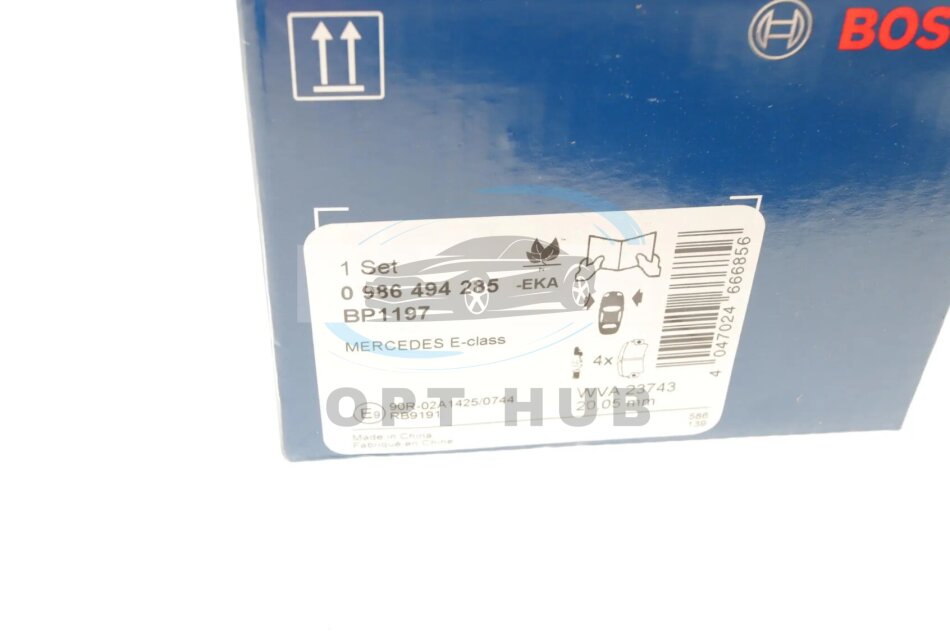 BOS
1 Set
0 986 494 285 -EKA
BP1197
MERCEDES E-class
4x
WVA 23743
20.05 mm
E9 90R-02A1425/0744
RB9191
Made in China
Fabriqué en Chine
586
139
4 047024 666856
OPT HUB